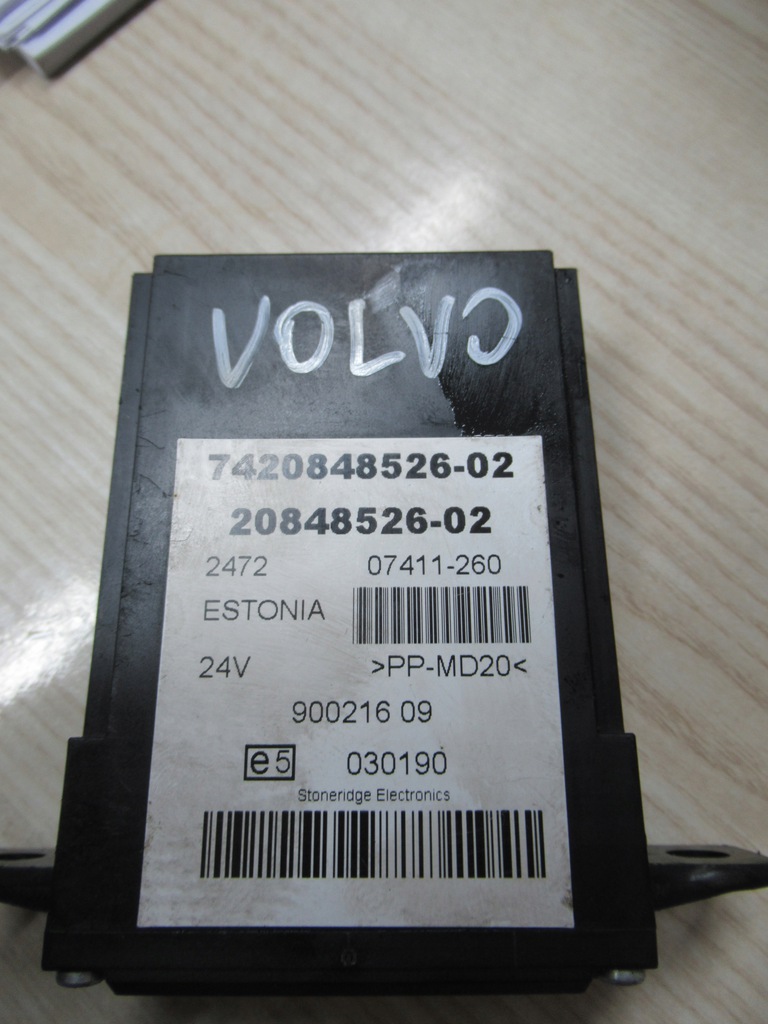 VOLVO
7420848526-02
20848526-02
2472 07411-260
ESTONIA
24V >PP-MD20<
900216 09
e5 030190
Stoneridge Electronics